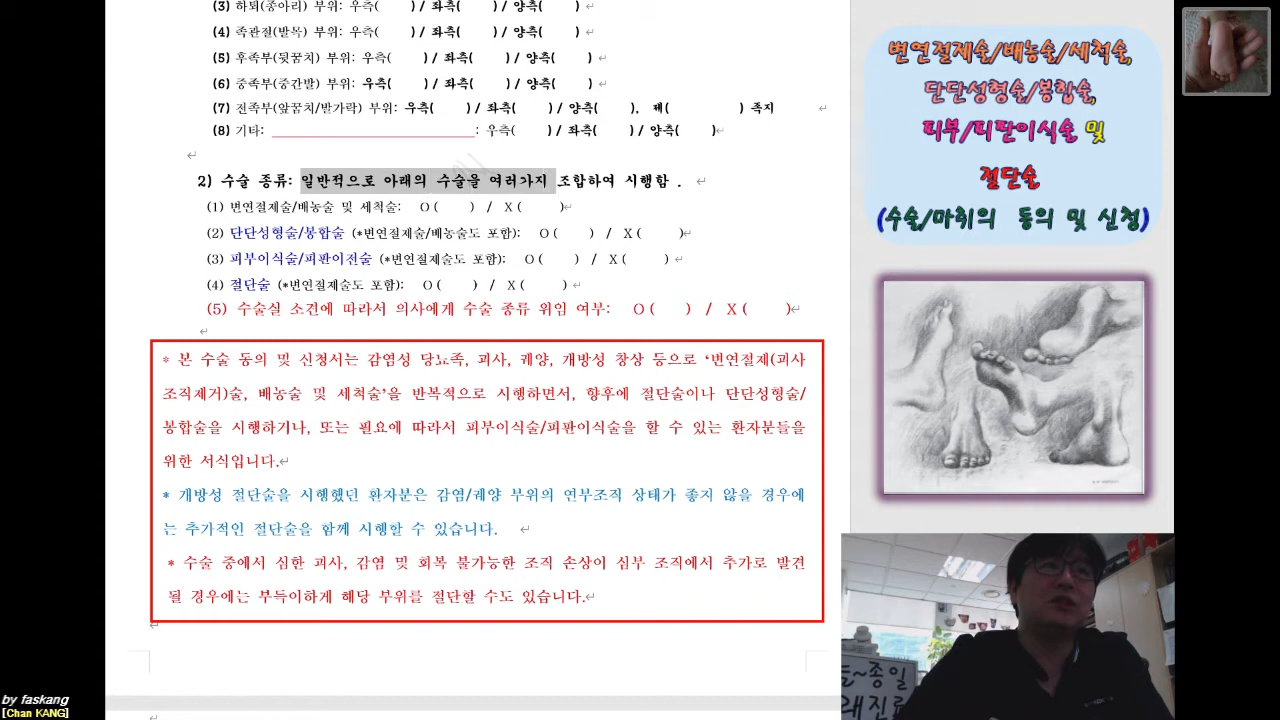 (3) 하퇴(종아리) 부위: 우측( ) / 좌측( ) / 양측( )
(4) 족관절(발목) 부위: 우측( ) / 좌측( ) / 양측( )
(5) 후족부(뒷꿈치) 부위: 우측( ) / 좌측( ) / 양측( )
(6) 중족부(중간발) 부위: 우측( ) / 좌측( ) / 양측( )
(7) 전족부(앞꿈치/발가락) 부위: 우측( ) / 좌측( ) / 양측( ), 제( ) 족지
(8) 기타: ____________________: 우측( ) / 좌측( ) / 양측( )
2) 수술 종류: 일반적으로 아래의 수술을 여러가지 조합하여 시행함 .
(1) 변연절제술/배농술 및 세척술: O ( ) / X ( )
(2) 단단성형술/봉합술 (*변연절제술/배농술도 포함): O ( ) / X ( )
(3) 피부이식술/피판이전술 (*변연절제술도 포함): O ( ) / X ( )
(4) 절단술 (*변연절제술도 포함): O ( ) / X ( )
(5) 수술실 소견에 따라서 의사에게 수술 종류 위임 여부: O ( ) / X ( )
* 본 수술 동의 및 신청서는 감염성 당뇨족, 괴사, 궤양, 개방성 창상 등으로 ‘변연절제(괴사
조직제거)술, 배농술 및 세척술’을 반복적으로 시행하면서, 향후에 절단술이나 단단성형술/
봉합술을 시행하기나, 또는 필요에 따라서 피부이식술/피판이식술을 할 수 있는 환자분들을
위한 서식입니다.
* 개방성 절단술을 시행했던 환자분은 감염/궤양 부위의 연부조직 상태가 좋지 않을 경우에
는 추가적인 절단술을 함께 시행할 수 있습니다.
* 수술 중에서 심한 괴사, 감염 및 회복 불가능한 조직 손상이 심부 조직에서 추가로 발견
될 경우에는 부득이하게 해당 부위를 절단할 수도 있습니다.
변연절제술/배농술/세척술,
단단성형술/봉합술,
피부/피판이식술 및
절단술
(수술/마취의 동의 및 신청)
~종일
래진료
by faskang
[Chan KANG]